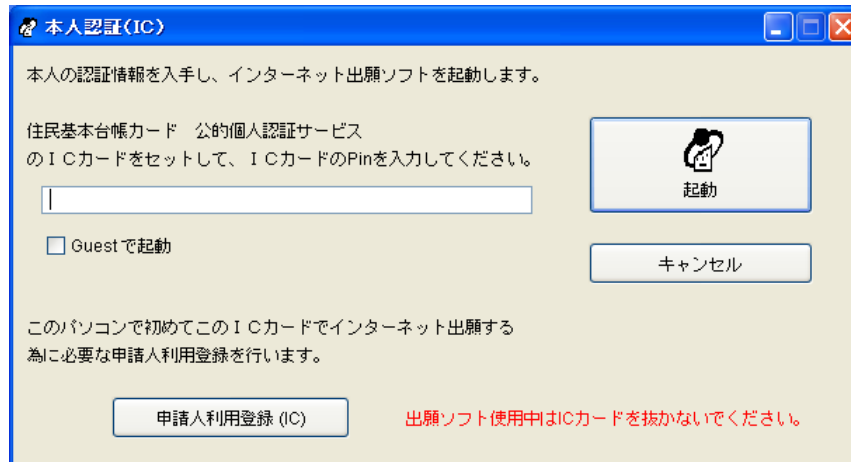 本人認証(IC)
本人の認証情報を入手し、インターネット出願ソフトを起動します。
住民基本台帳カード　公的個人認証サービス
のＩＣカードをセットして、ＩＣカードのPinを入力してください。
起動
Guestで起動
キャンセル
このパソコンで初めてこのＩＣカードでインターネット出願する
為に必要な申請人利用登録を行います。
申請人利用登録 (IC)
出願ソフト使用中はICカードを抜かないでください。